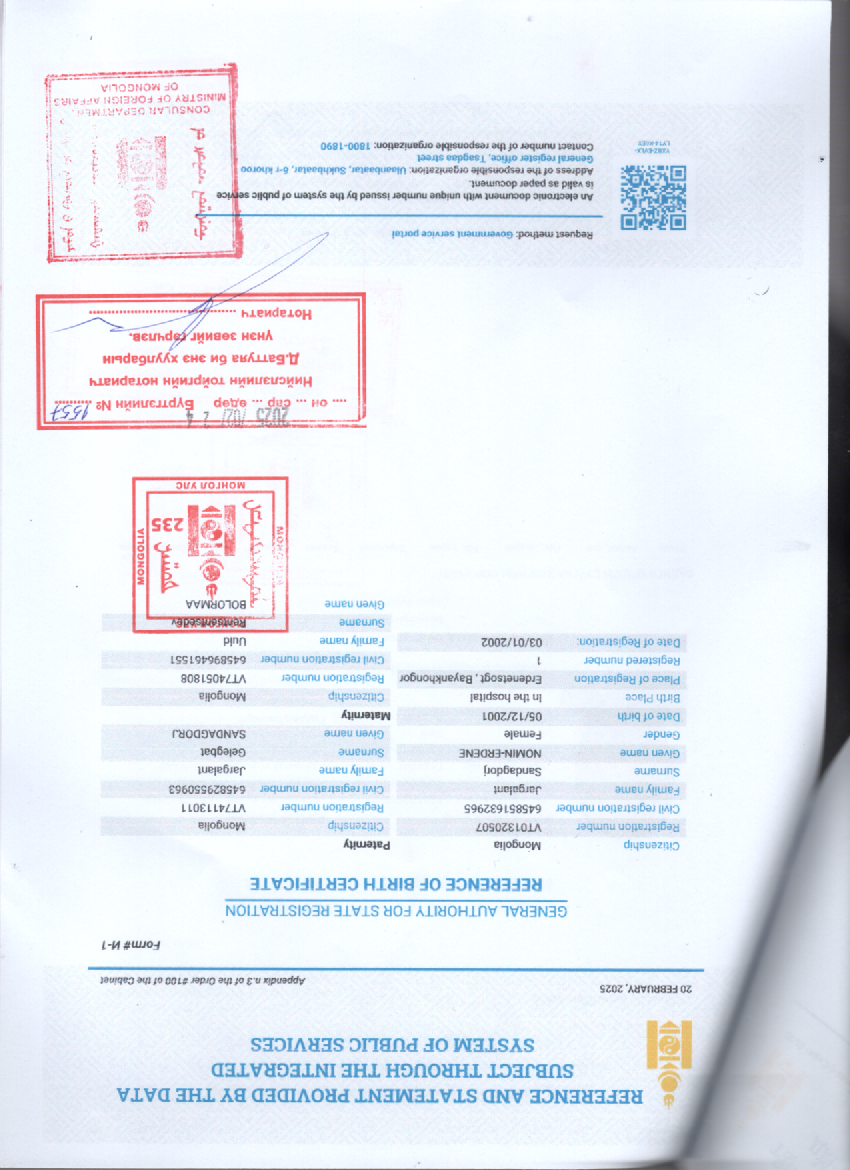 REFERENCE AND STATEMENT PROVIDED BY THE DATA
SUBJECT THROUGH THE INTEGRATED
SYSTEM OF PUBLIC SERVICES
20 FEBRUARY, 2025
Appendix n.3 of the Order #100 of the Cabinet
Form# И-1
GENERAL AUTHORITY FOR STATE REGISTRATION
REFERENCE OF BIRTH CERTIFICATE
Citizenship Mongolia
Registration number VT01320507
Civil registration number 645851632965
Family name Jargalant
Surname Sandagdorj
Given name NOMIN-ERDENE
Gender Female
Date of birth 05/12/2001
Birth Place In the hospital
Place of Registration Erdenetsogt, Bayankhongor
Registered number 1
Date of Registration: 03/01/2002
Paternity
Citizenship Mongolia
Registration number VT74113011
Civil registration number 645829550963
Family name Jargalant
Surname Gelegbat
Given name SANDAGDORJ
Maternity
Citizenship Mongolia
Registration number VT74051808
Civil registration number 645896461551
Family name Uuld
Surname Rentsensedev
Given name BOLORMAA
MONGOLIA
235
МОНГОЛ УЛС
2025 /02/ 24
... он ... сар ... өдөр Бүртгэлийн № 1557
Нийслэлийн тойргийн нотариатч
Д.Баттуяа би энэ хуулбарын
үнэн зөвийг гэрчлэв.
Нотариатч
Request method: Government service portal
An electronic document with unique number issued by the system of public service
is valid as paper document.
Address of the responsible organization: Ulaanbaatar, Sukhbaatar, 6-r khoroo
General register office, Tsagdaa street
Contact number of the responsible organization: 1800-1890
CONSULAR DEPARTMENT
MINISTRY OF FOREIGN AFFAIRS
OF MONGOLIA